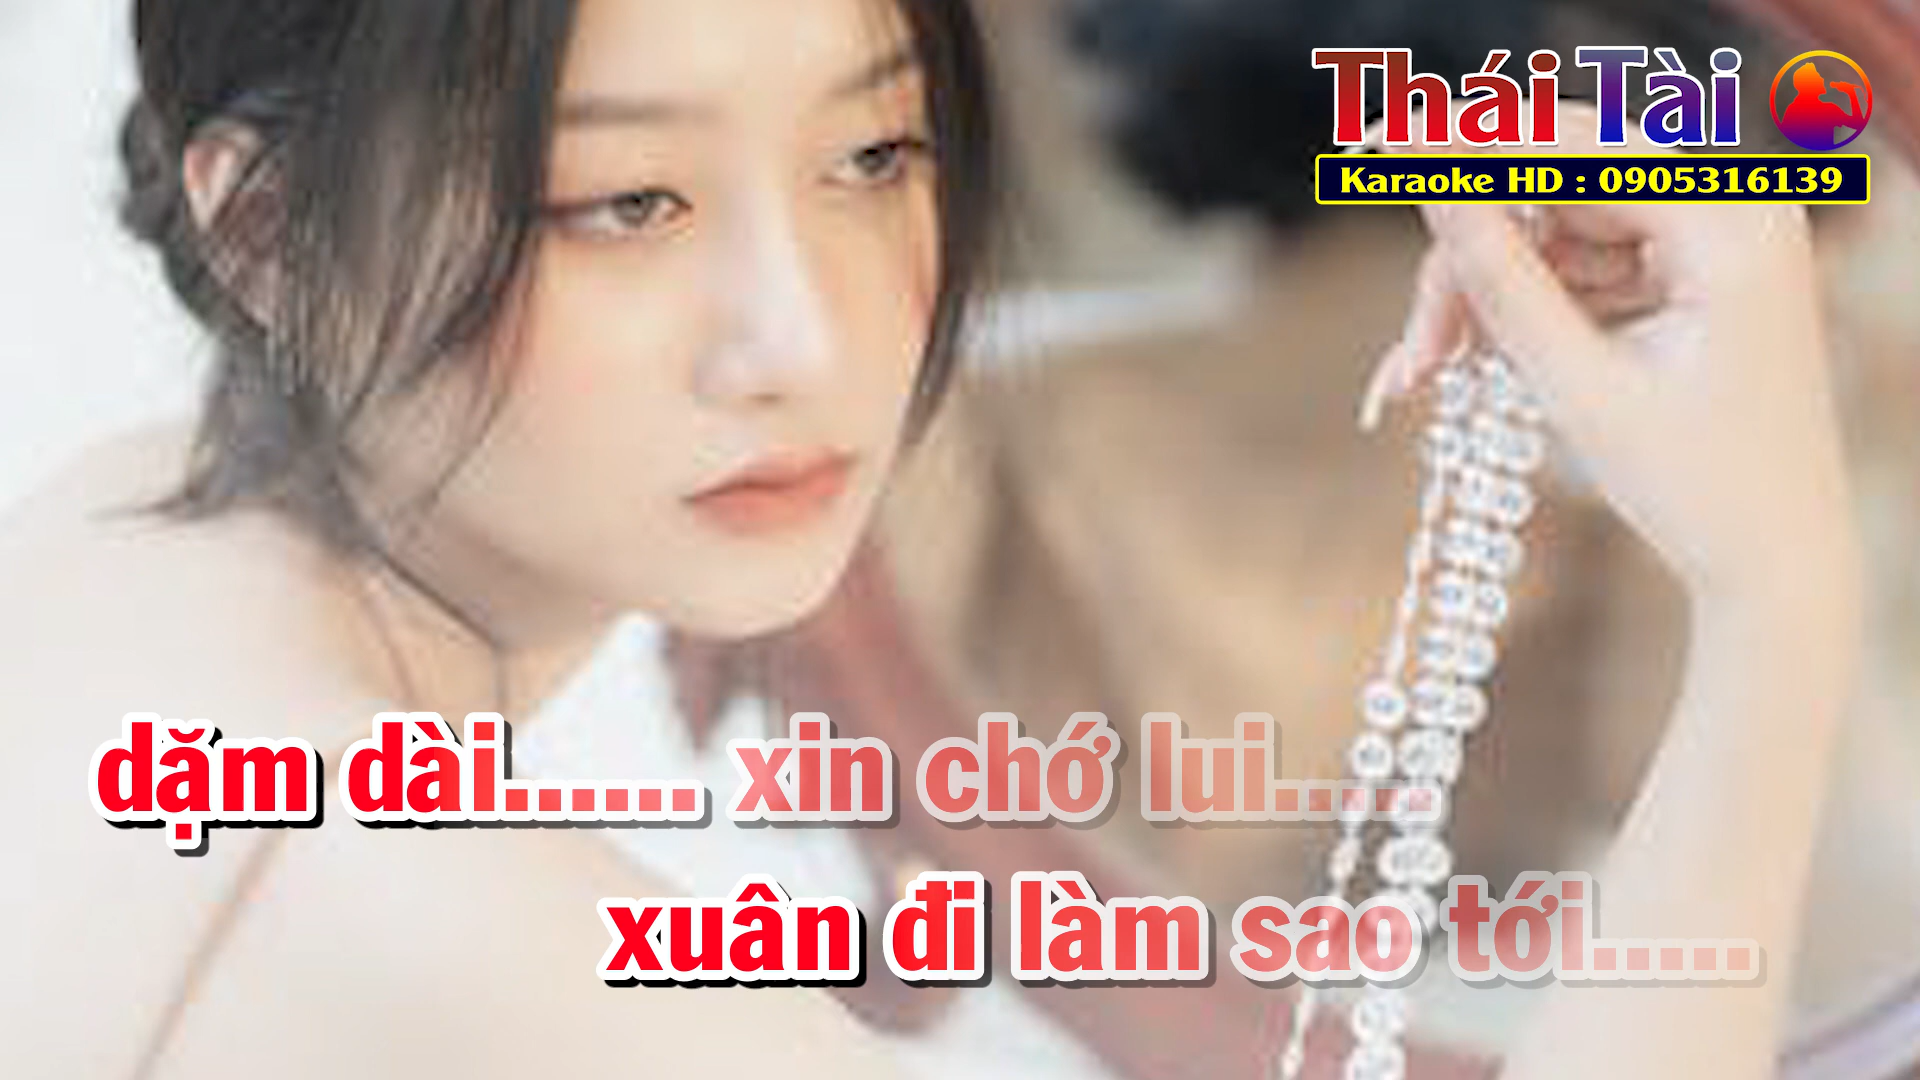 Thái Tài
Karaoke HD : 0905316139
dặm dài...... xin chớ lui.....
xuân đi làm sao tới.....